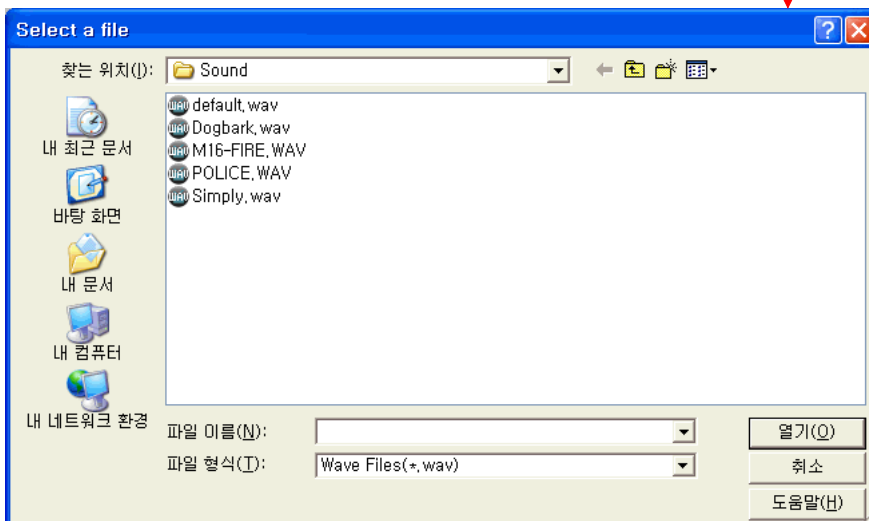 Select a file
찾는 위치(I): Sound
default.wav
Dogbark.wav
M16-FIRE.WAV
POLICE.WAV
Simply.wav
내 최근 문서
바탕 화면
내 문서
내 컴퓨터
내 네트워크 환경
파일 이름(N):
파일 형식(T): Wave Files(*.wav)
열기(O)
취소
도움말(H)